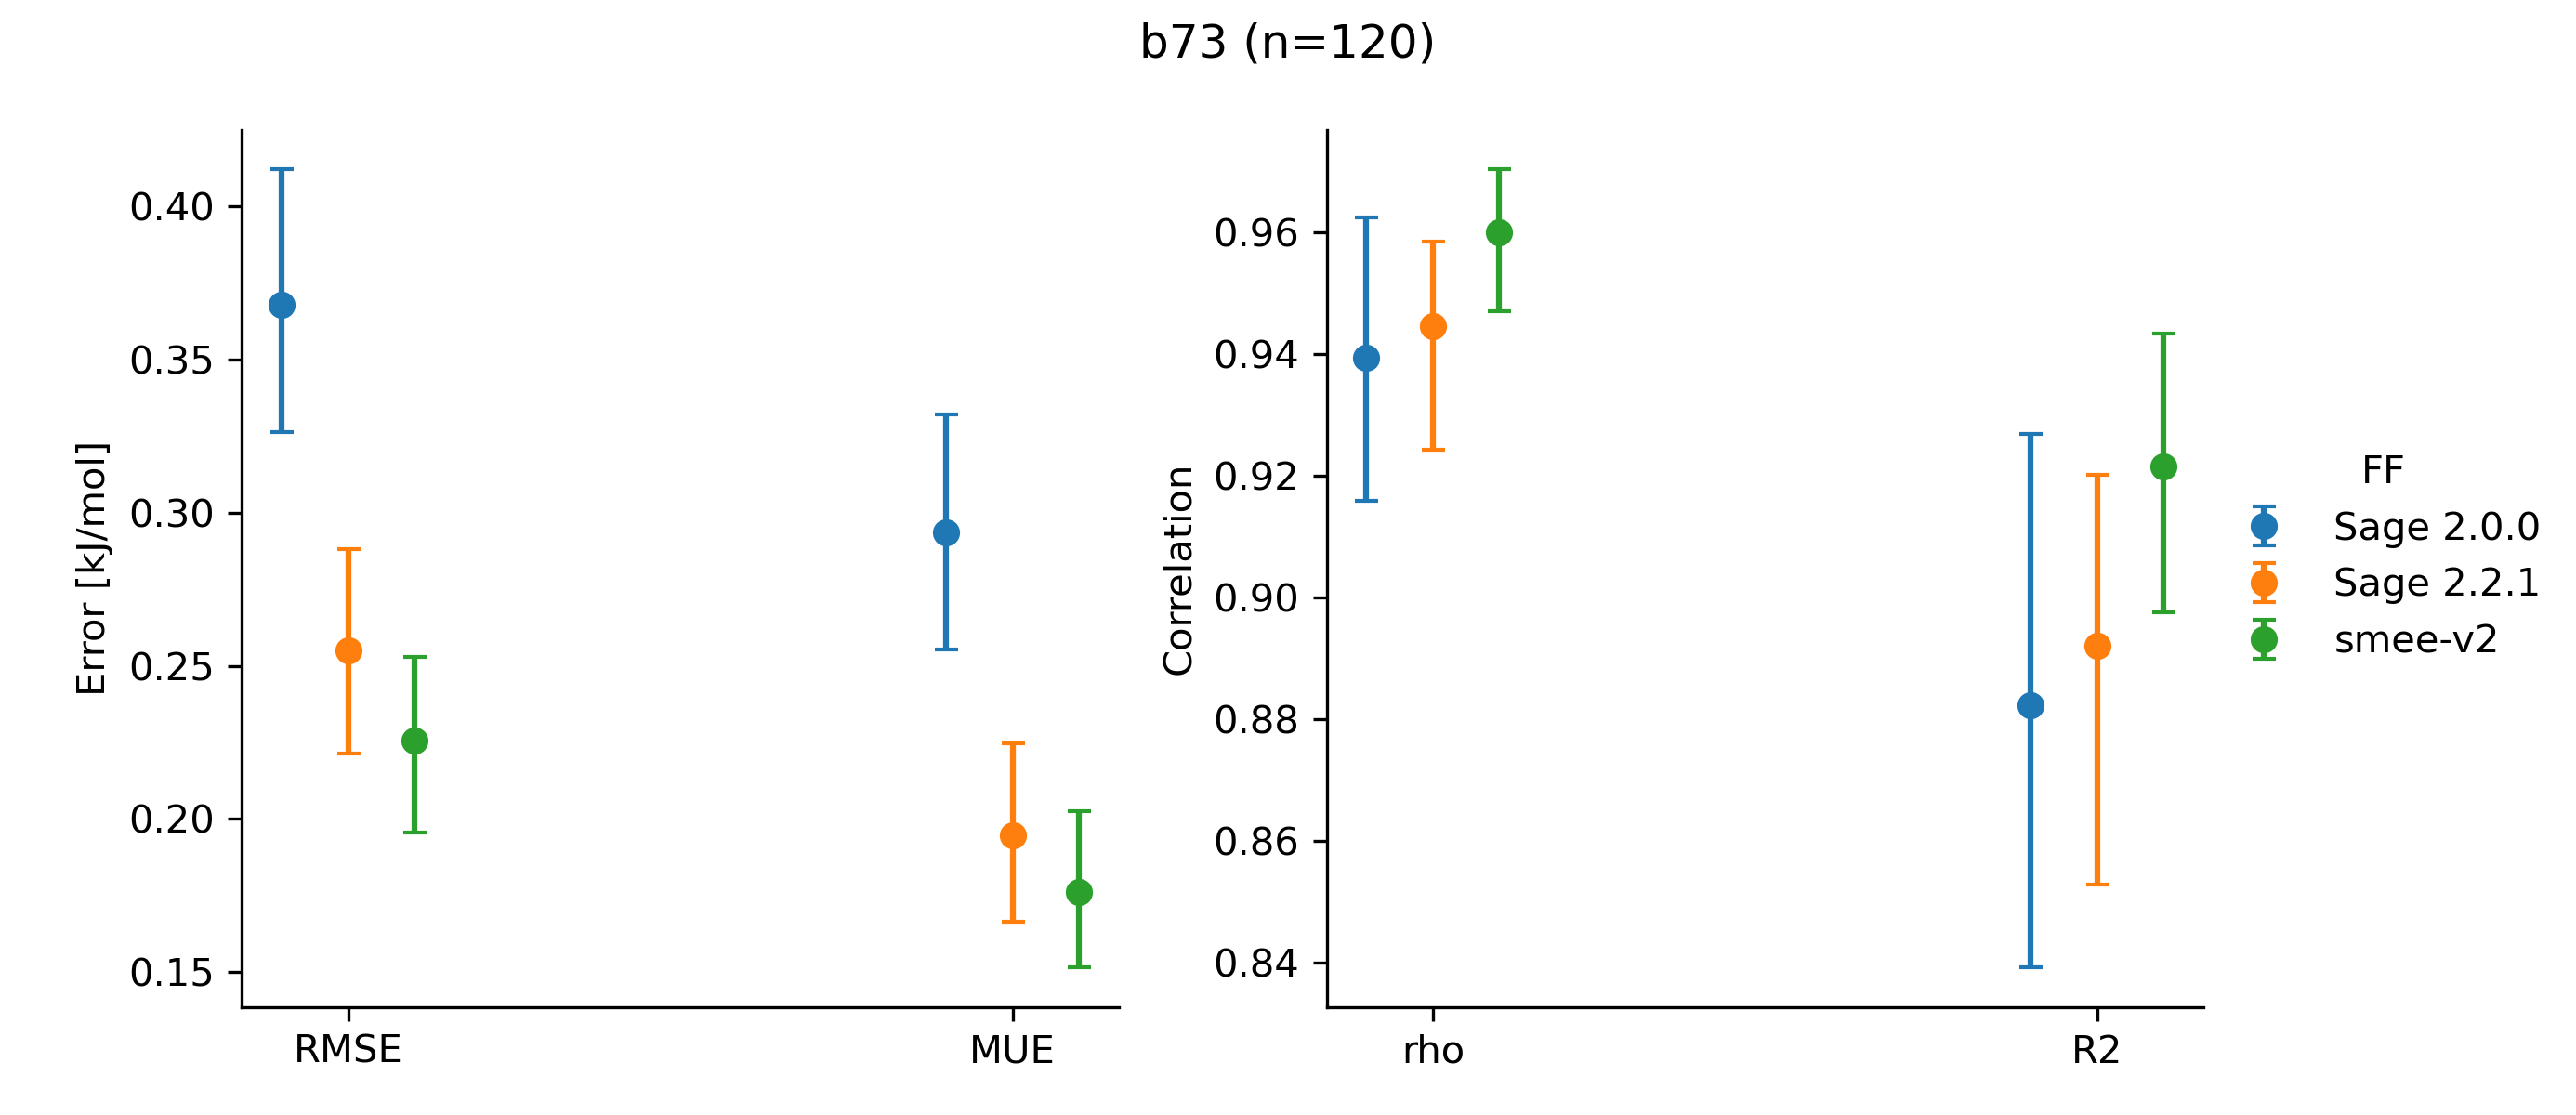 b73 (n=120)
Error [kJ/mol]
0.40
0.35
0.30
0.25
0.20
0.15
RMSE
MUE
Correlation
0.96
0.94
0.92
0.90
0.88
0.86
0.84
rho
R2
FF
Sage 2.0.0
Sage 2.2.1
smee-v2